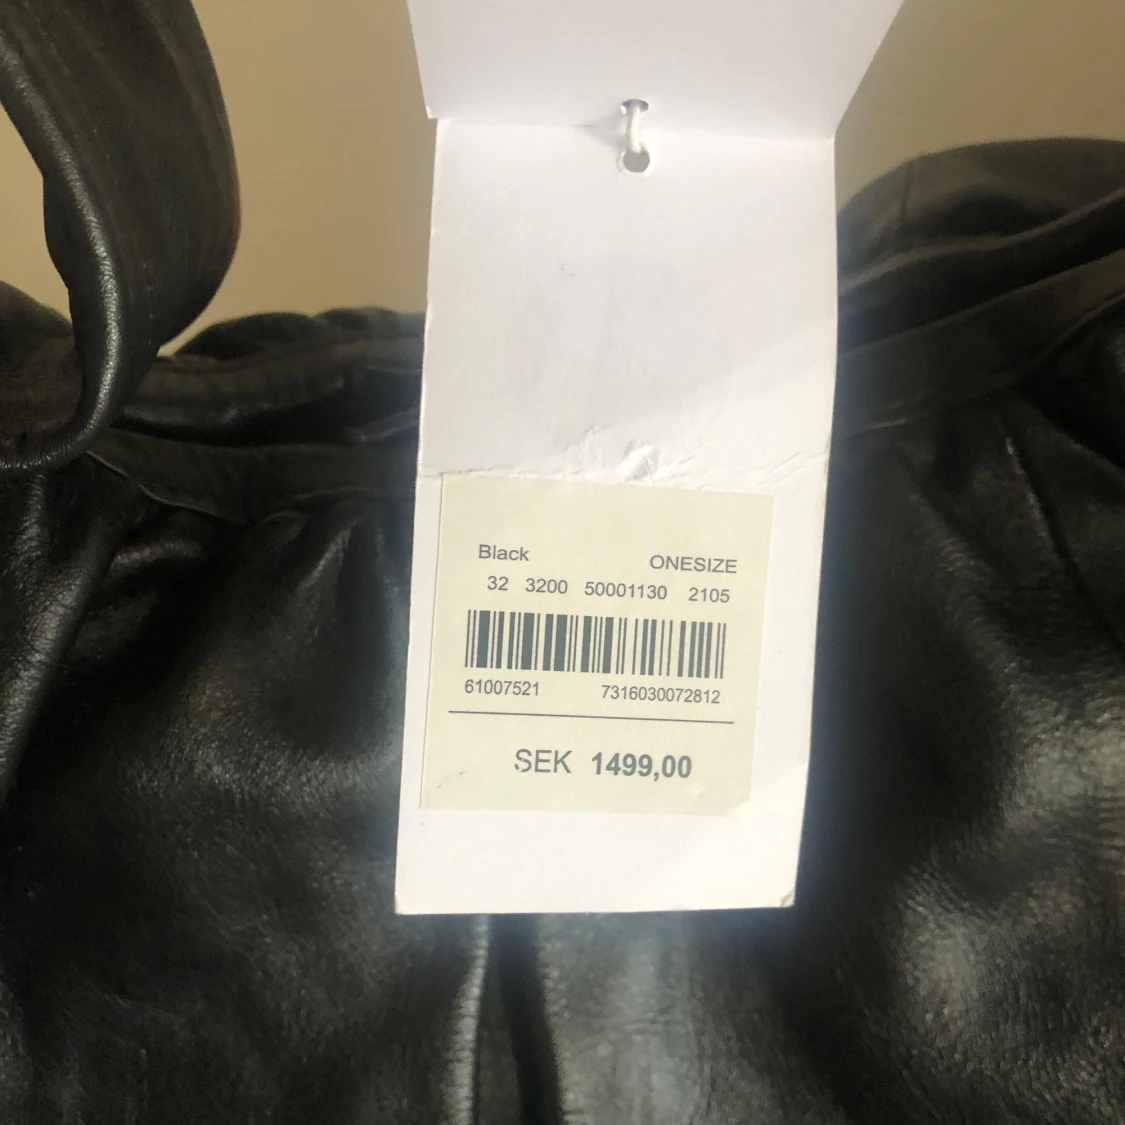 Black ONESIZE
32 3200 50001130 2105
61007521 7316030072812
SEK 1499,00